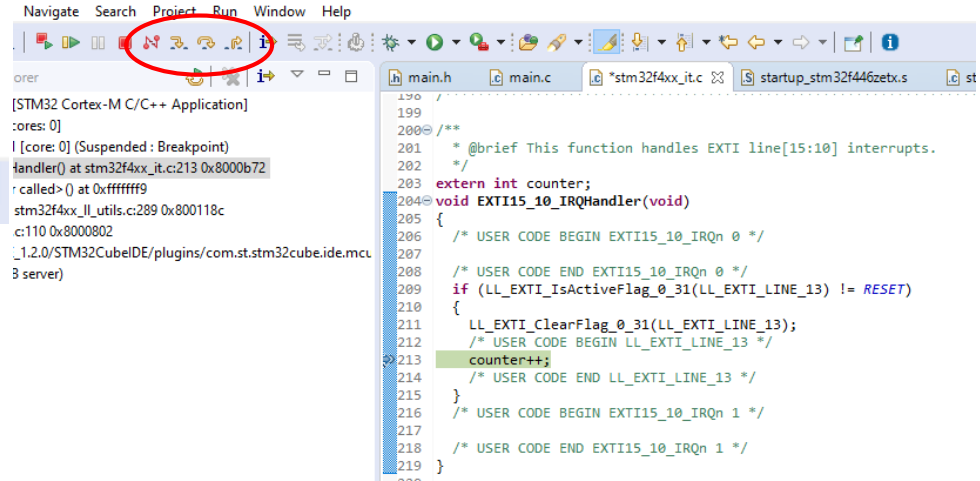 Navigate Search Project Run Window Help
orer
main.h main.c *stm32f4xx_it.c startup_stm32f446zetx.s st
[STM32 Cortex-M C/C++ Application]
cores: 0]
[core: 0] (Suspended : Breakpoint)
Handler() at stm32f4xx_it.c:213 0x8000b72
r called>() at 0xfffffff9
stm32f4xx_ll_utils.c:289 0x800118c
.c:110 0x8000802
_1.2.0/STM32CubeIDE/plugins/com.st.stm32cube.ide.mcu
B server)
198 /
199
200 /**
201 * @brief This function handles EXTI line[15:10] interrupts.
202 */
203 extern int counter;
204 void EXTI15_10_IRQHandler(void)
205 {
206 /* USER CODE BEGIN EXTI15_10_IRQn 0 */
207
208 /* USER CODE END EXTI15_10_IRQn 0 */
209 if (LL_EXTI_IsActiveFlag_0_31(LL_EXTI_LINE_13) != RESET)
210 {
211 LL_EXTI_ClearFlag_0_31(LL_EXTI_LINE_13);
212 /* USER CODE BEGIN LL_EXTI_LINE_13 */
213 counter++;
214 /* USER CODE END LL_EXTI_LINE_13 */
215 }
216 /* USER CODE BEGIN EXTI15_10_IRQn 1 */
217
218 /* USER CODE END EXTI15_10_IRQn 1 */
219 }